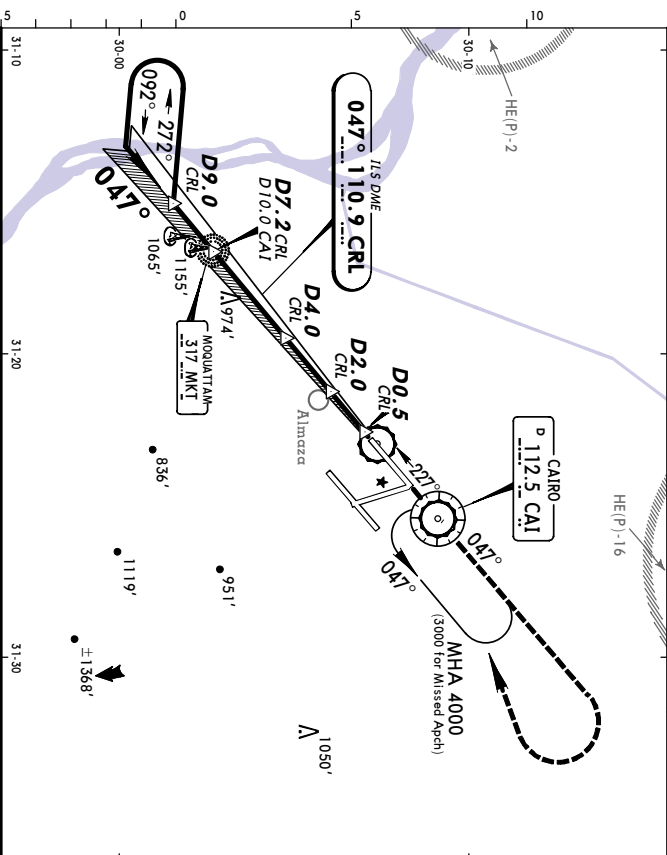 5
0
5
10
31-10
31-20
31-30
30-00
30-10
HE(P)-2
HE(P)-16
ILS DME
047° 110.9 CRL
CAIRO
D
112.5 CAI
272°
092°
047°
D9.0
CRL
D7.2 CRL
D10.0 CAI
D4.0
CRL
D2.0
CRL
D0.5
CRL
1065'
1155'
974'
MOQUATTAM
317 MKT
Almaza
227°
047°
047°
MHA 4000
(3000 for Missed Apch)
836'
1119'
951'
±1368'
1050'